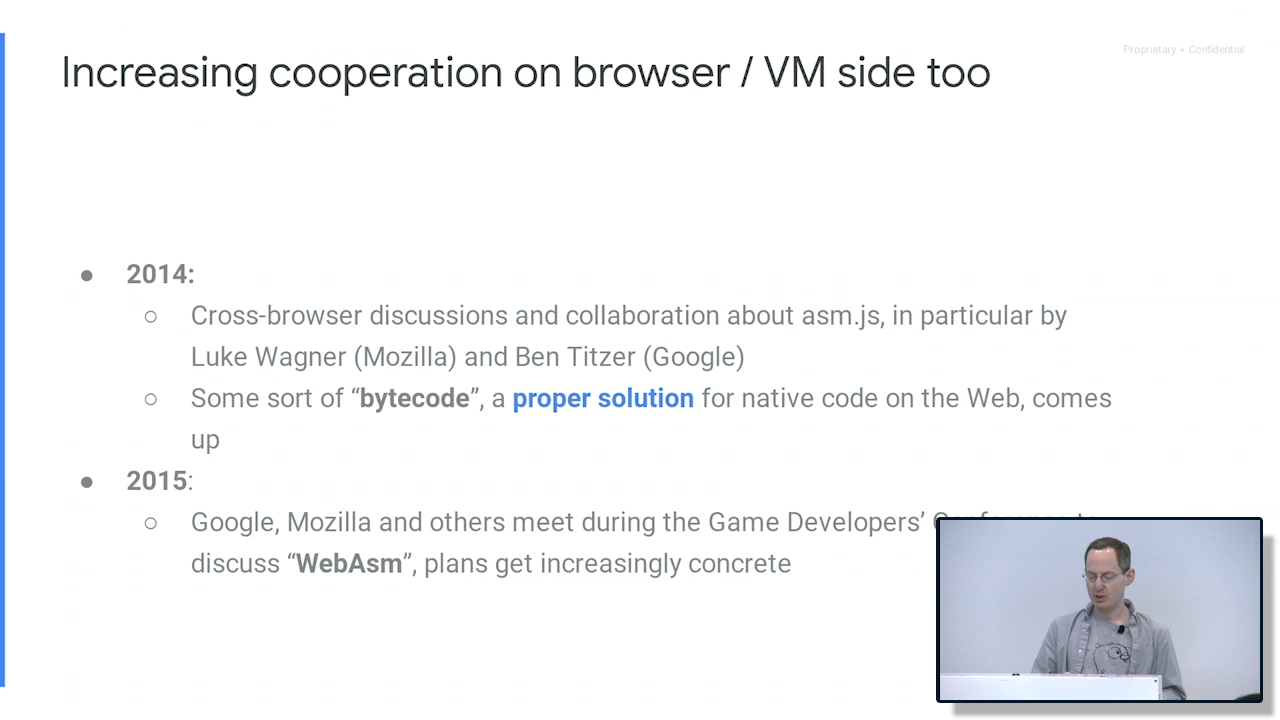 Proprietary + Confidential
Increasing cooperation on browser / VM side too
● 2014:
○ Cross-browser discussions and collaboration about asm.js, in particular by
Luke Wagner (Mozilla) and Ben Titzer (Google)
○ Some sort of “bytecode”, a proper solution for native code on the Web, comes
up
● 2015:
○ Google, Mozilla and others meet during the Game Developers’
discuss “WebAsm”, plans get increasingly concrete